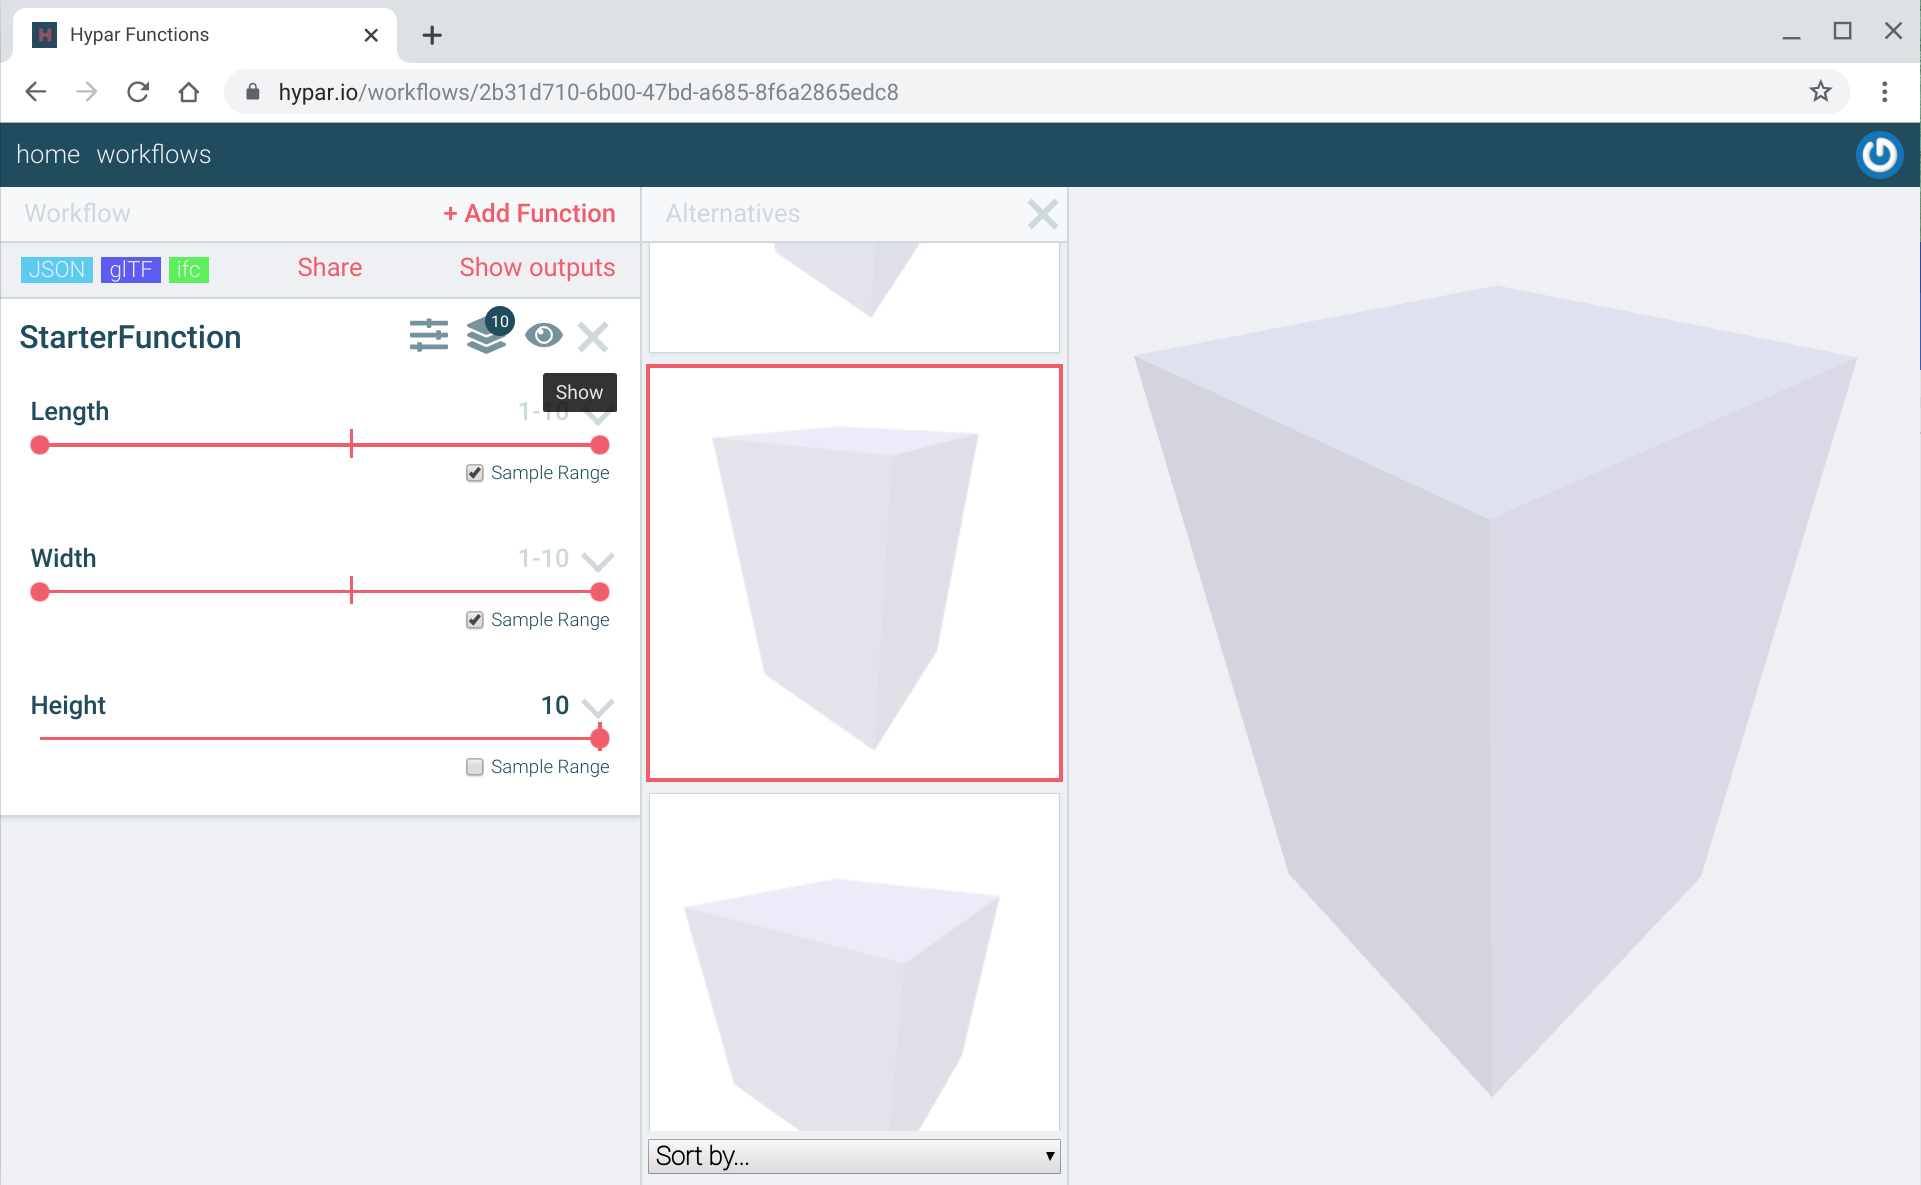 Hypar Functions
hypar.io/workflows/2b31d710-6b00-47bd-a685-8f6a2865edc8
home workflows
Workflow + Add Function Alternatives
JSON glTF ifc Share Show outputs
StarterFunction 10
Show
Length 1-10
Sample Range
Width 1-10
Sample Range
Height 10
Sample Range
Sort by...